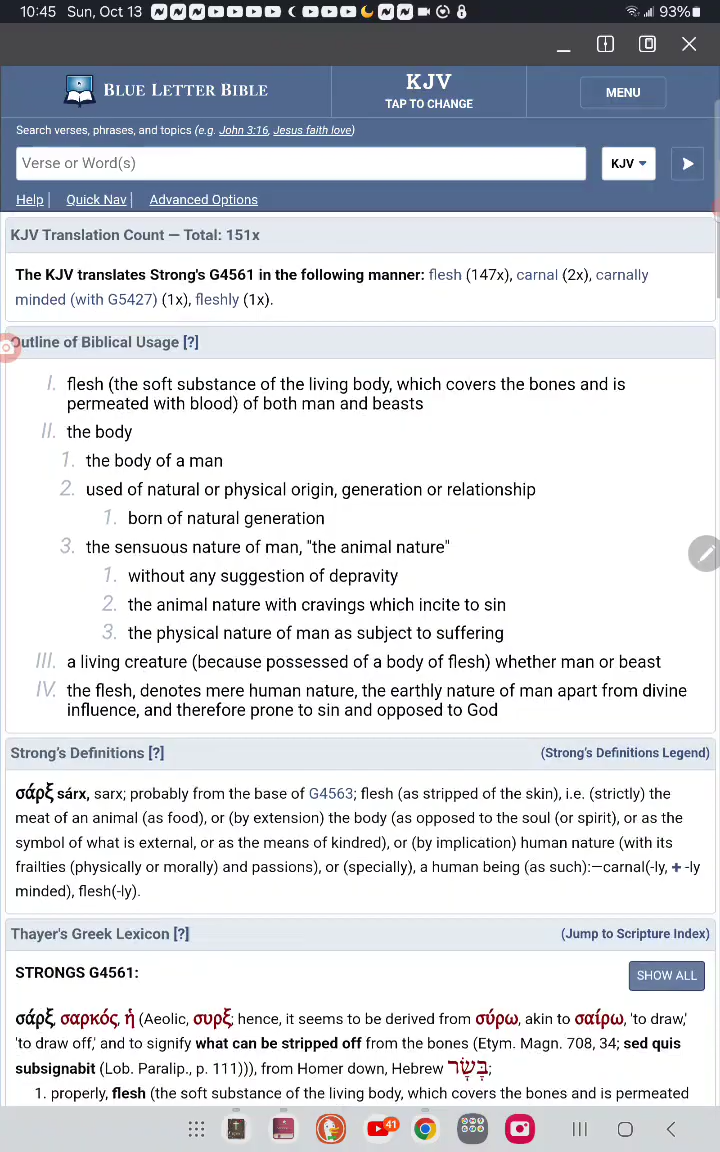 10:45 Sun, Oct 13 93%
BLUE LETTER BIBLE
KJV
TAP TO CHANGE
MENU
Search verses, phrases, and topics (e.g. John 3:16, Jesus faith love)
Verse or Word(s)
KJV
Help| Quick Nav| Advanced Options
KJV Translation Count — Total: 151x
The KJV translates Strong's G4561 in the following manner: flesh (147x), carnal (2x), carnally
minded (with G5427) (1x), fleshly (1x).
Outline of Biblical Usage [?]
I. flesh (the soft substance of the living body, which covers the bones and is
permeated with blood) of both man and beasts
II. the body
1. the body of a man
2. used of natural or physical origin, generation or relationship
1. born of natural generation
3. the sensuous nature of man, "the animal nature"
1. without any suggestion of depravity
2. the animal nature with cravings which incite to sin
3. the physical nature of man as subject to suffering
III. a living creature (because possessed of a body of flesh) whether man or beast
IV. the flesh, denotes mere human nature, the earthly nature of man apart from divine
influence, and therefore prone to sin and opposed to God
Strong's Definitions [?] (Strong's Definitions Legend)
σάρξ sárx, sarx; probably from the base of G4563; flesh (as stripped of the skin), i.e. (strictly) the
meat of an animal (as food), or (by extension) the body (as opposed to the soul (or spirit), or as the
symbol of what is external, or as the means of kindred), or (by implication) human nature (with its
frailties (physically or morally) and passions), or (specially), a human being (as such):—carnal(-ly, + -ly
minded), flesh(-ly).
Thayer's Greek Lexicon [?] (Jump to Scripture Index)
STRONGS G4561:
SHOW ALL
σάρξ, σαρκός, ἡ (Aeolic, συρξ; hence, it seems to be derived from σύρω, akin to σαίρω, 'to draw,'
'to draw off,' and to signify what can be stripped off from the bones (Etym. Magn. 708, 34; sed quis
subsignabit (Lob. Paralip., p. 111))), from Homer down, Hebrew בָּשָׂר;
1. properly, flesh (the soft substance of the living body, which covers the bones and is permeated
41